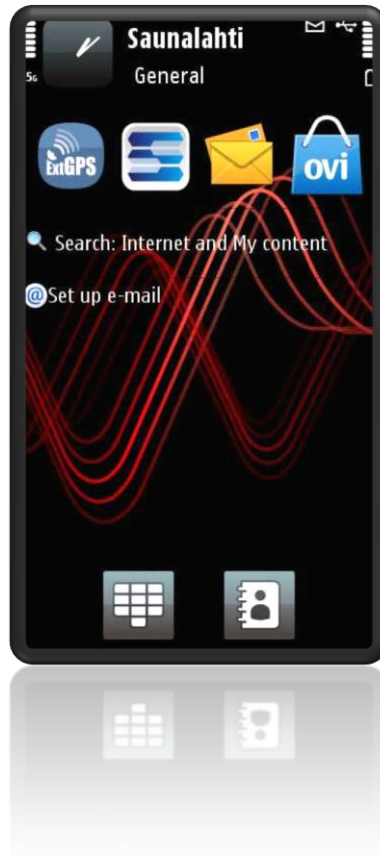 Saunalahti
General
ExtGPS
ovi
Search: Internet and My content
@Set up e-mail